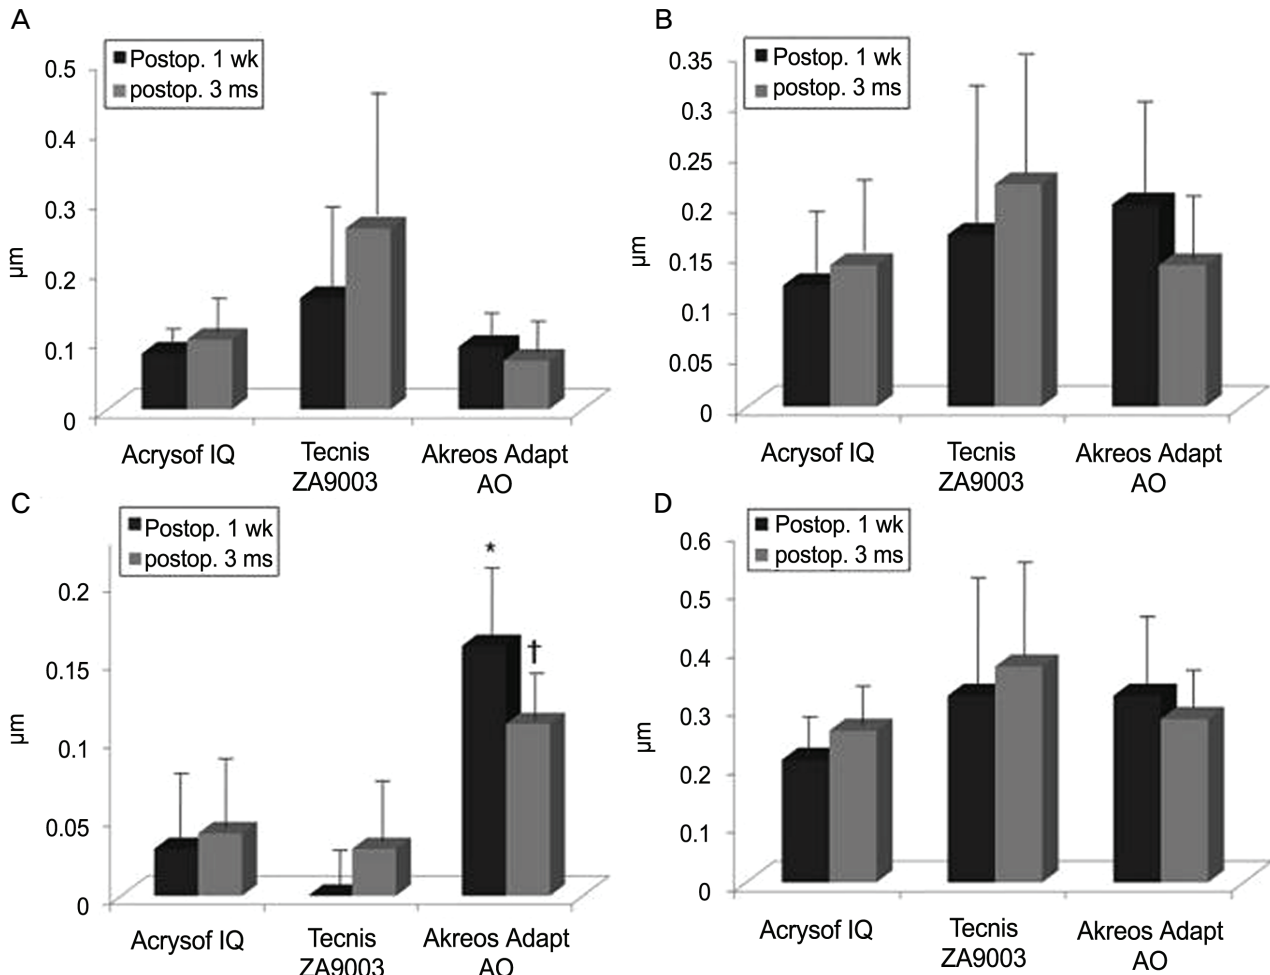 A
Postop. 1 wk
postop. 3 ms
0.5
0.4
0.3
0.2
0.1
0
µm
Acrysof IQ
Tecnis
ZA9003
Akreos Adapt
AO
B
Postop. 1 wk
postop. 3 ms
0.35
0.3
0.25
0.2
0.15
0.1
0.05
0
µm
Acrysof IQ
Tecnis
ZA9003
Akreos Adapt
AO
C
Postop. 1 wk
postop. 3 ms
0.2
0.15
0.1
0.05
0
µm
*
†
Acrysof IQ
Tecnis
ZA9003
Akreos Adapt
AO
D
Postop. 1 wk
postop. 3 ms
0.6
0.5
0.4
0.3
0.2
0.1
0
µm
Acrysof IQ
Tecnis
ZA9003
Akreos Adapt
AO